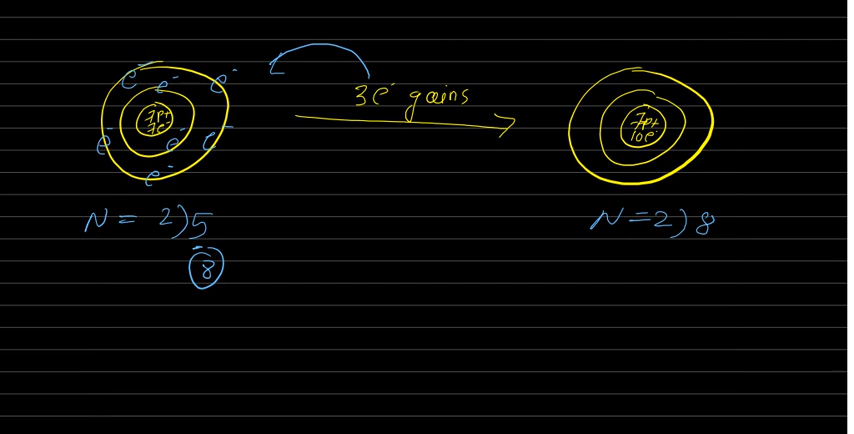 e⁻ e⁻ e⁻
3e⁻ gains
7p+
7e⁻
e⁻ e⁻ e⁻
e⁻
7p+
10e⁻
N = 2) 5
8
N = 2) 8